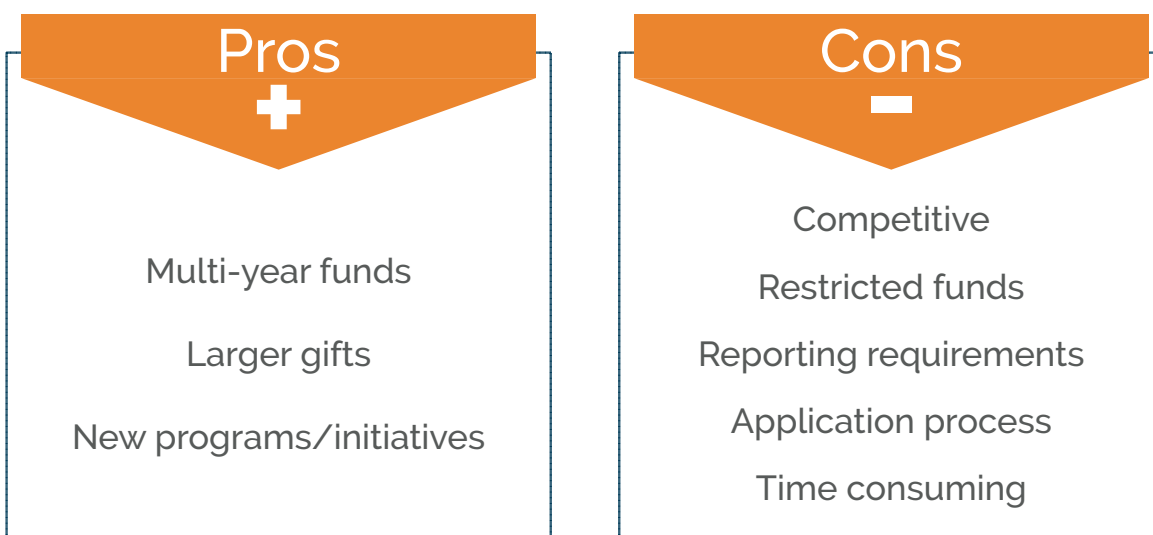 Pros
Multi-year funds
Larger gifts
New programs/initiatives
Cons
Competitive
Restricted funds
Reporting requirements
Application process
Time consuming